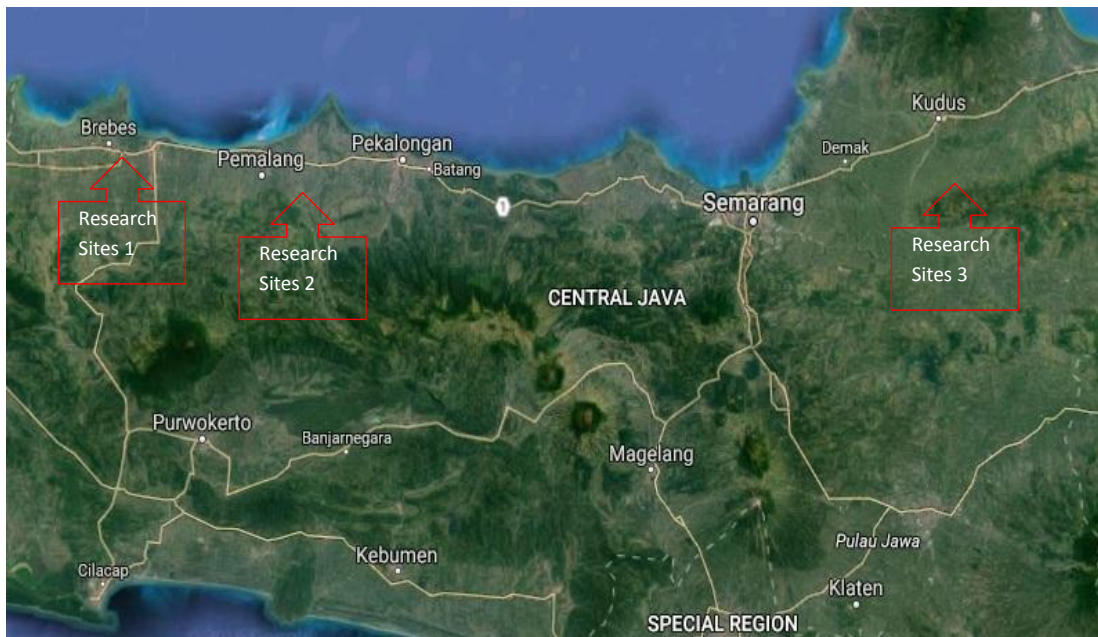 Kudus
Brebes
Demak
Pekalongan
Pemalang
Batang
1
Semarang
Research
Sites 1
Research
Sites 2
Research
Sites 3
CENTRAL JAVA
Purwokerto
Banjarnegara
Magelang
Pulau Jawa
Kebumen
Cilacap
Klaten
SPECIAL REGION